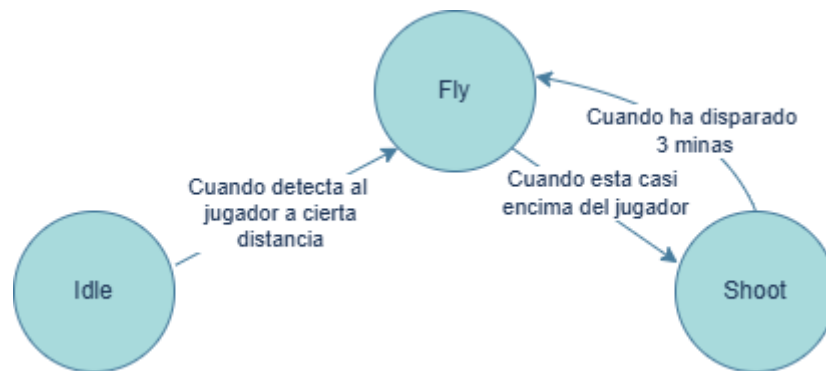 Fly
Cuando ha disparado
3 minas
Cuando detecta al
jugador a cierta
distancia
Cuando esta casi
encima del jugador
Idle
Shoot